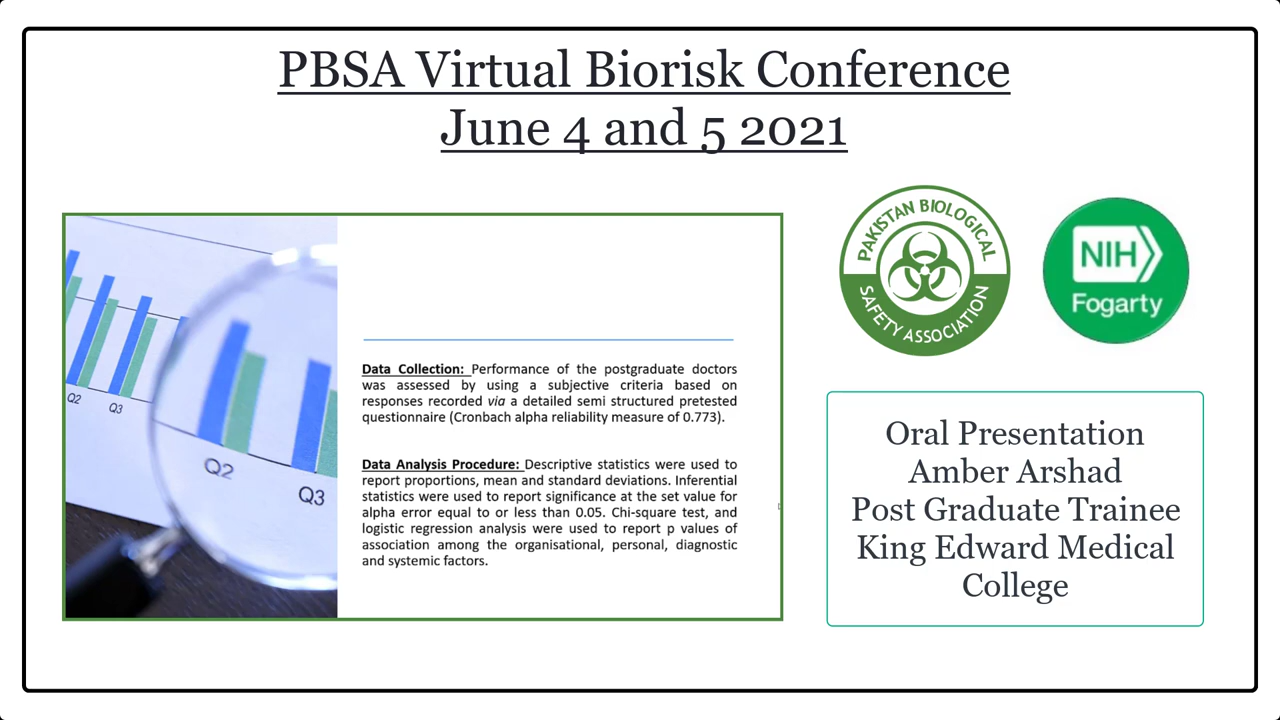 PBSA Virtual Biorisk Conference
June 4 and 5 2021
PAKISTAN BIOLOGICAL
SAFETY ASSOCIATION
NIH
Fogarty
Q2
Q3
Q2
Q3
Data Collection: Performance of the postgraduate doctors
was assessed by using a subjective criteria based on
responses recorded via a detailed semi structured pretested
questionnaire (Cronbach alpha reliability measure of 0.773).
Data Analysis Procedure: Descriptive statistics were used to
report proportions, mean and standard deviations. Inferential
statistics were used to report significance at the set value for
alpha error equal to or less than 0.05. Chi-square test, and
logistic regression analysis were used to report p values of
association among the organisational, personal, diagnostic
and systemic factors.
Oral Presentation
Amber Arshad
Post Graduate Trainee
King Edward Medical
College